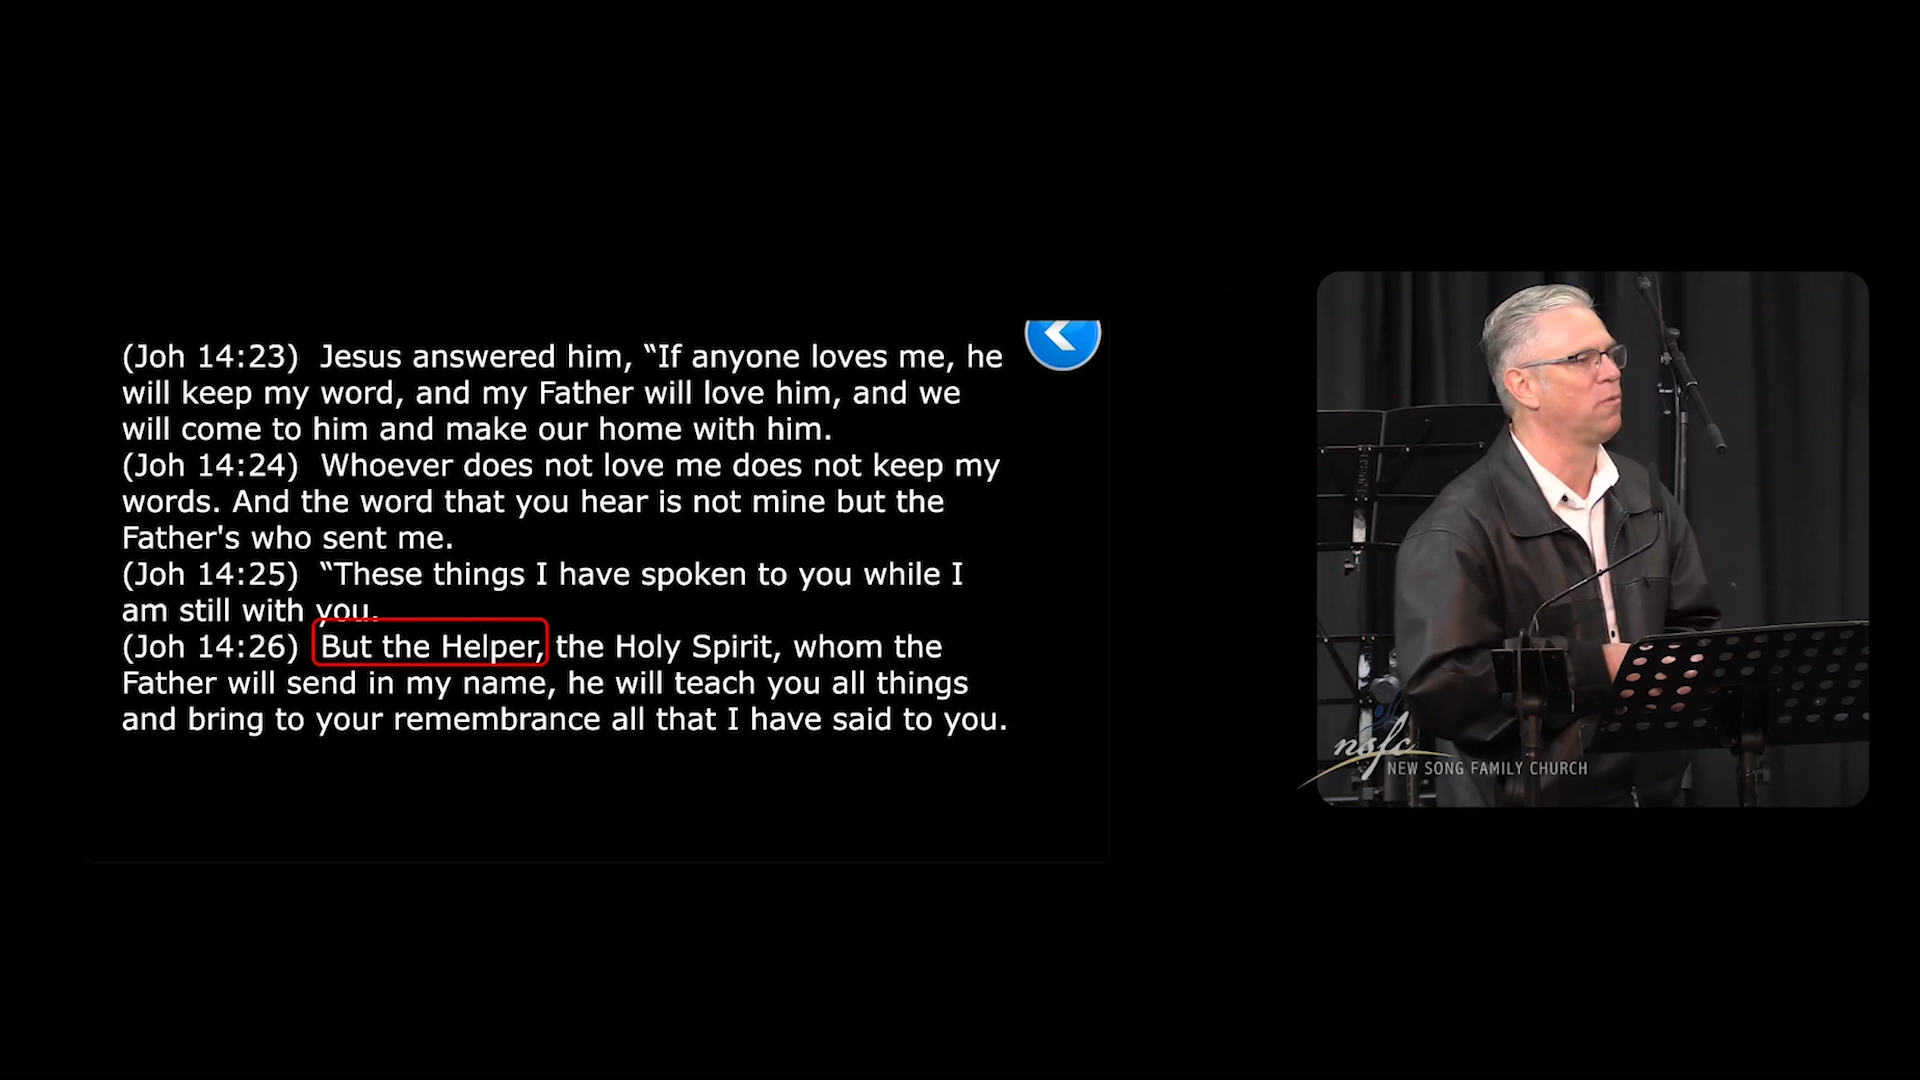 (Joh 14:23) Jesus answered him, “If anyone loves me, he
will keep my word, and my Father will love him, and we
will come to him and make our home with him.
(Joh 14:24) Whoever does not love me does not keep my
words. And the word that you hear is not mine but the
Father's who sent me.
(Joh 14:25) “These things I have spoken to you while I
am still with you.
(Joh 14:26) But the Helper, the Holy Spirit, whom the
Father will send in my name, he will teach you all things
and bring to your remembrance all that I have said to you.
nsfc
NEW SONG FAMILY CHURCH